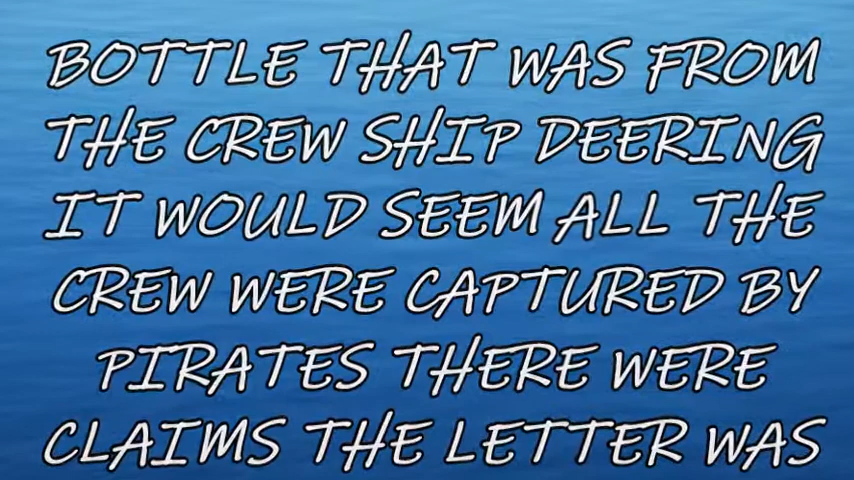 BOTTLE THAT WAS FROM
THE CREW SHIP DEERING
IT WOULD SEEM ALL THE
CREW WERE CAPTURED BY
PIRATES THERE WERE
CLAIMS THE LETTER WAS